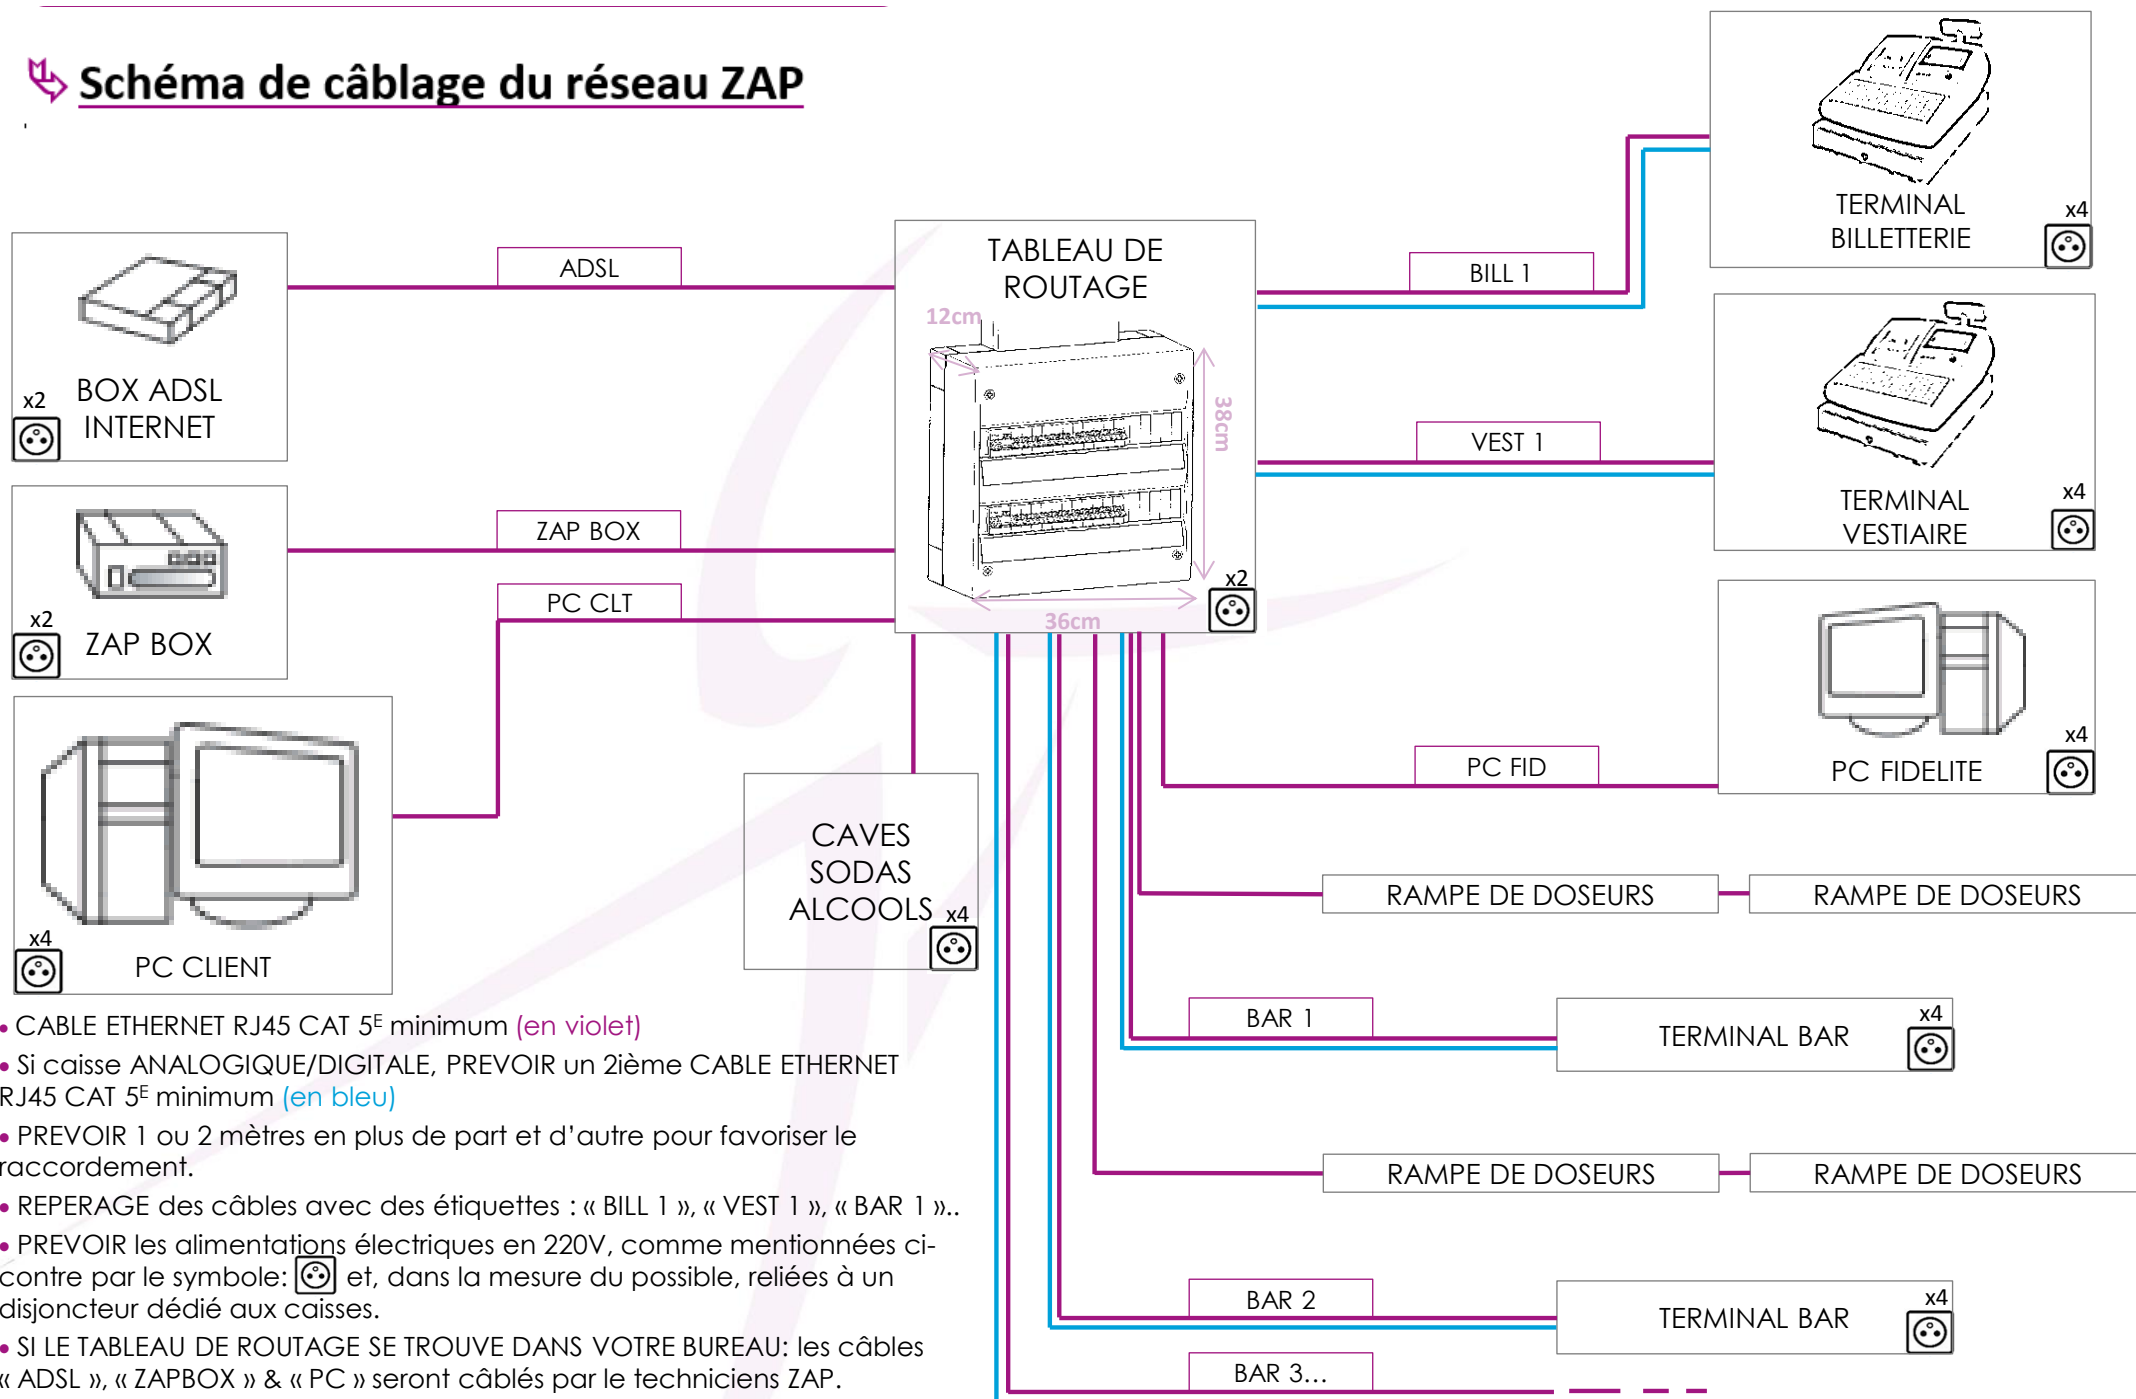 Schéma de câblage du réseau ZAP
TERMINAL
BILLETTERIE
x4
ADSL
TABLEAU DE
ROUTAGE
BILL 1
12cm
38cm
36cm
x2
BOX ADSL
INTERNET
x2
VEST 1
TERMINAL
VESTIAIRE
x4
ZAP BOX
ZAP BOX
x2
PC CLT
PC FID
PC FIDELITE
x4
CAVES
SODAS
ALCOOLS
x4
PC CLIENT
x4
RAMPE DE DOSEURS
RAMPE DE DOSEURS
BAR 1
TERMINAL BAR
x4
RAMPE DE DOSEURS
RAMPE DE DOSEURS
BAR 2
TERMINAL BAR
x4
BAR 3...
• CABLE ETHERNET RJ45 CAT 5E minimum (en violet)
• Si caisse ANALOGIQUE/DIGITALE, PREVOIR un 2ième CABLE ETHERNET
RJ45 CAT 5E minimum (en bleu)
• PREVOIR 1 ou 2 mètres en plus de part et d'autre pour favoriser le
raccordement.
• REPERAGE des câbles avec des étiquettes : « BILL 1 », « VEST 1 », « BAR 1 »..
• PREVOIR les alimentations électriques en 220V, comme mentionnées ci-
contre par le symbole: et, dans la mesure du possible, reliées à un
disjoncteur dédié aux caisses.
• SI LE TABLEAU DE ROUTAGE SE TROUVE DANS VOTRE BUREAU: les câbles
« ADSL », « ZAPBOX » & « PC » seront câblés par le techniciens ZAP.